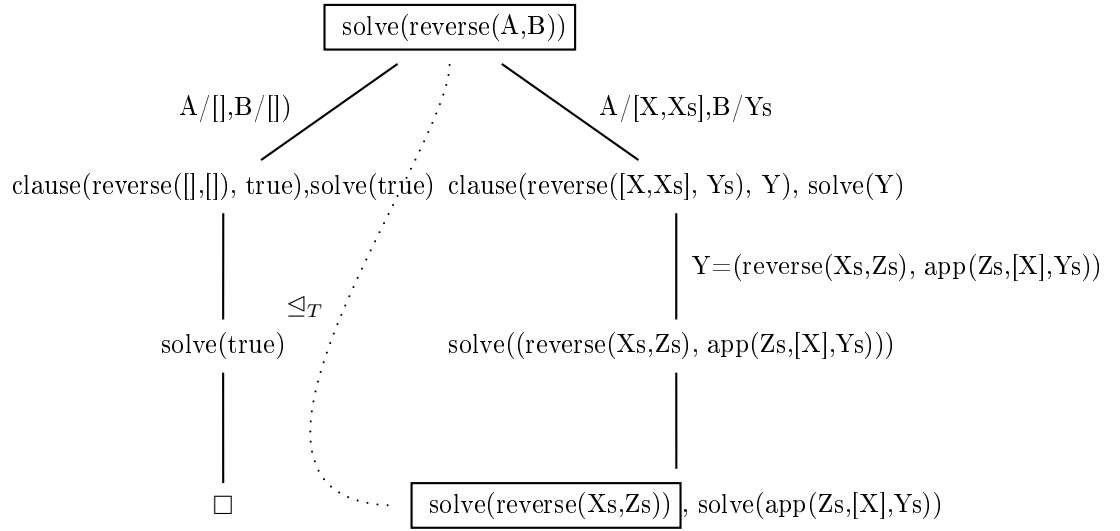 solve(reverse(A,B))
A/[],B/[])
A/[X,Xs],B/Ys
clause(reverse([],[]), true),solve(true)
clause(reverse([X,Xs], Ys), Y), solve(Y)
Y=(reverse(Xs,Zs), app(Zs,[X],Ys))
⊴T
solve(true)
solve((reverse(Xs,Zs), app(Zs,[X],Ys)))
□
solve(reverse(Xs,Zs)), solve(app(Zs,[X],Ys))